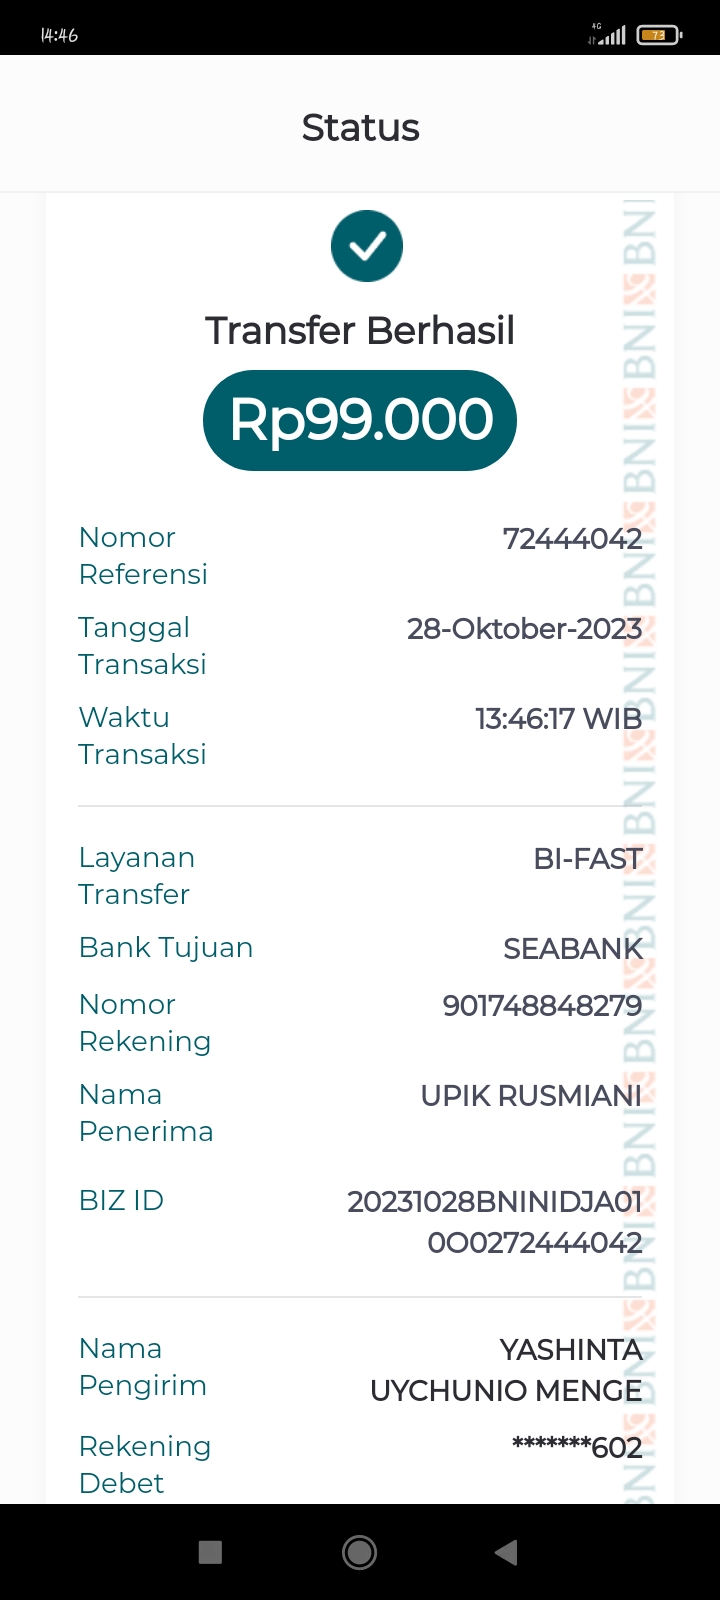 14:46
4G
73
Status
Transfer Berhasil
Rp99.000
Nomor Referensi
72444042
Tanggal Transaksi
28-Oktober-2023
Waktu Transaksi
13:46:17 WIB
Layanan Transfer
BI-FAST
Bank Tujuan
SEABANK
Nomor Rekening
901748848279
Nama Penerima
UPIK RUSMIANI
BIZ ID
20231028BNINIDJA01
0O0272444042
Nama Pengirim
YASHINTA
UYCHUNIO MENGE
Rekening Debet
*******602
BNI BNI BNI BNI BNI BNI BNI BNI BNI BNI BNI BNI